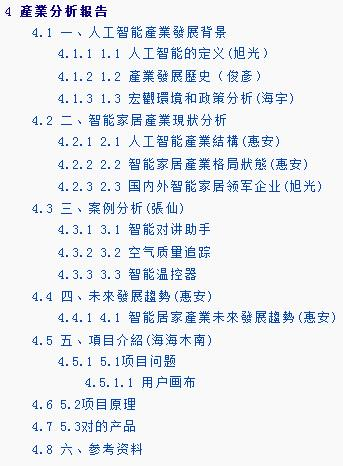 4 產業分析報告
4.1 一、人工智能產業發展背景
4.1.1 1.1 人工智能的定義(旭光)
4.1.2 1.2 產業發展歷史（俊彥）
4.1.3 1.3 宏觀環境和政策分析(海宇)
4.2 二、智能家居產業現狀分析
4.2.1 2.1 人工智能產業結構(惠安)
4.2.2 2.2 智能家居產業格局狀態(惠安)
4.2.3 2.3 国内外智能家居领军企业(旭光)
4.3 三、案例分析(張仙)
4.3.1 3.1 智能对讲助手
4.3.2 3.2 空气质量追踪
4.3.3 3.3 智能温控器
4.4 四、未來發展趨勢(惠安)
4.4.1 4.1 智能居家產業未來發展趨勢(惠安)
4.5 五、項目介紹(海海木南)
4.5.1 5.1项目问题
4.5.1.1 用户画布
4.6 5.2项目原理
4.7 5.3对的产品
4.8 六、参考资料